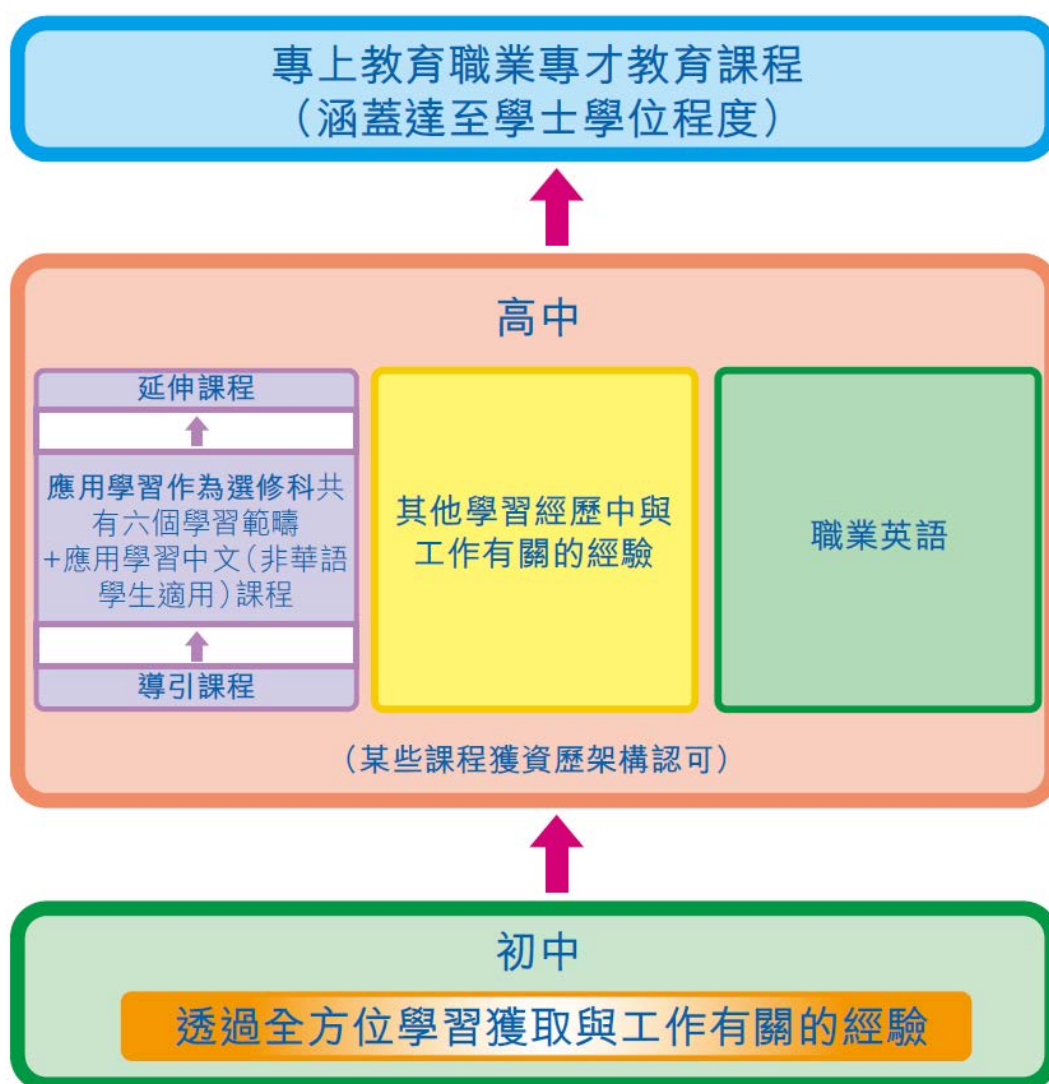 專上教育職業專才教育課程
（涵蓋達至學士學位程度）
高中
延伸課程
應用學習作為選修科共
有六個學習範疇
+應用學習中文（非華語
學生適用）課程
導引課程
其他學習經歷中與
工作有關的經驗
職業英語
（某些課程獲資歷架構認可）
初中
透過全方位學習獲取與工作有關的經驗